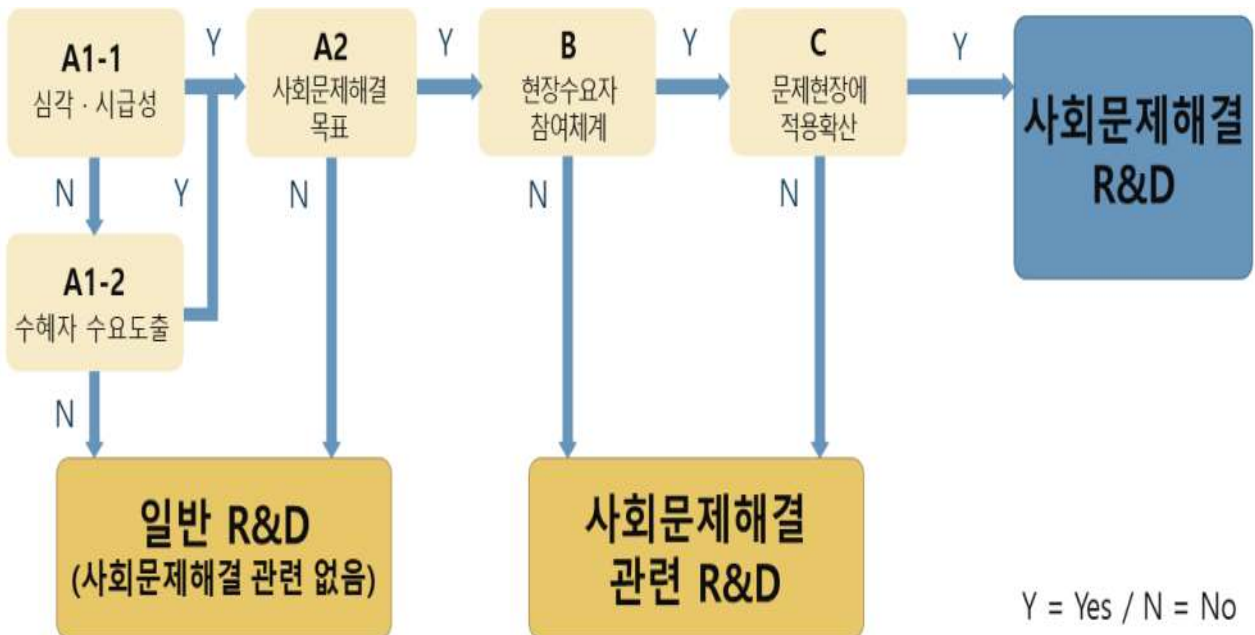 A1-1
심각 · 시급성
Y
A2
사회문제해결
목표
Y
B
현장수요자
참여체계
Y
C
문제현장에
적용확산
Y
사회문제해결
R&D
N
Y
N
N
N
A1-2
수혜자 수요도출
N
일반 R&D
(사회문제해결 관련 없음)
사회문제해결
관련 R&D
Y = Yes / N = No